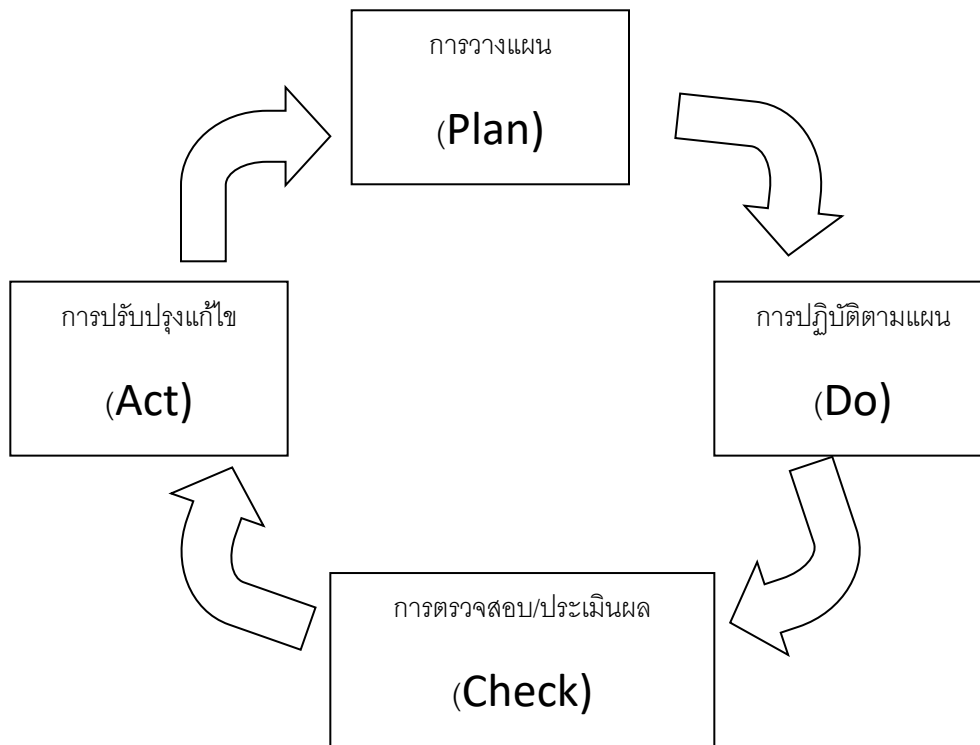 การวางแผน
(Plan)
การปฏิบัติตามแผน
(Do)
การตรวจสอบ/ประเมินผล
(Check)
การปรับปรุงแก้ไข
(Act)